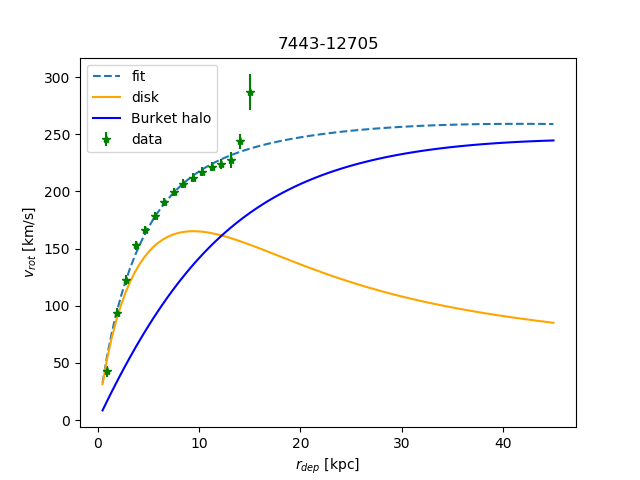 7443-12705
fit
disk
Burket halo
data
300
250
200
150
100
50
0
v_rot [km/s]
0 10 20 30 40
r_dep [kpc]